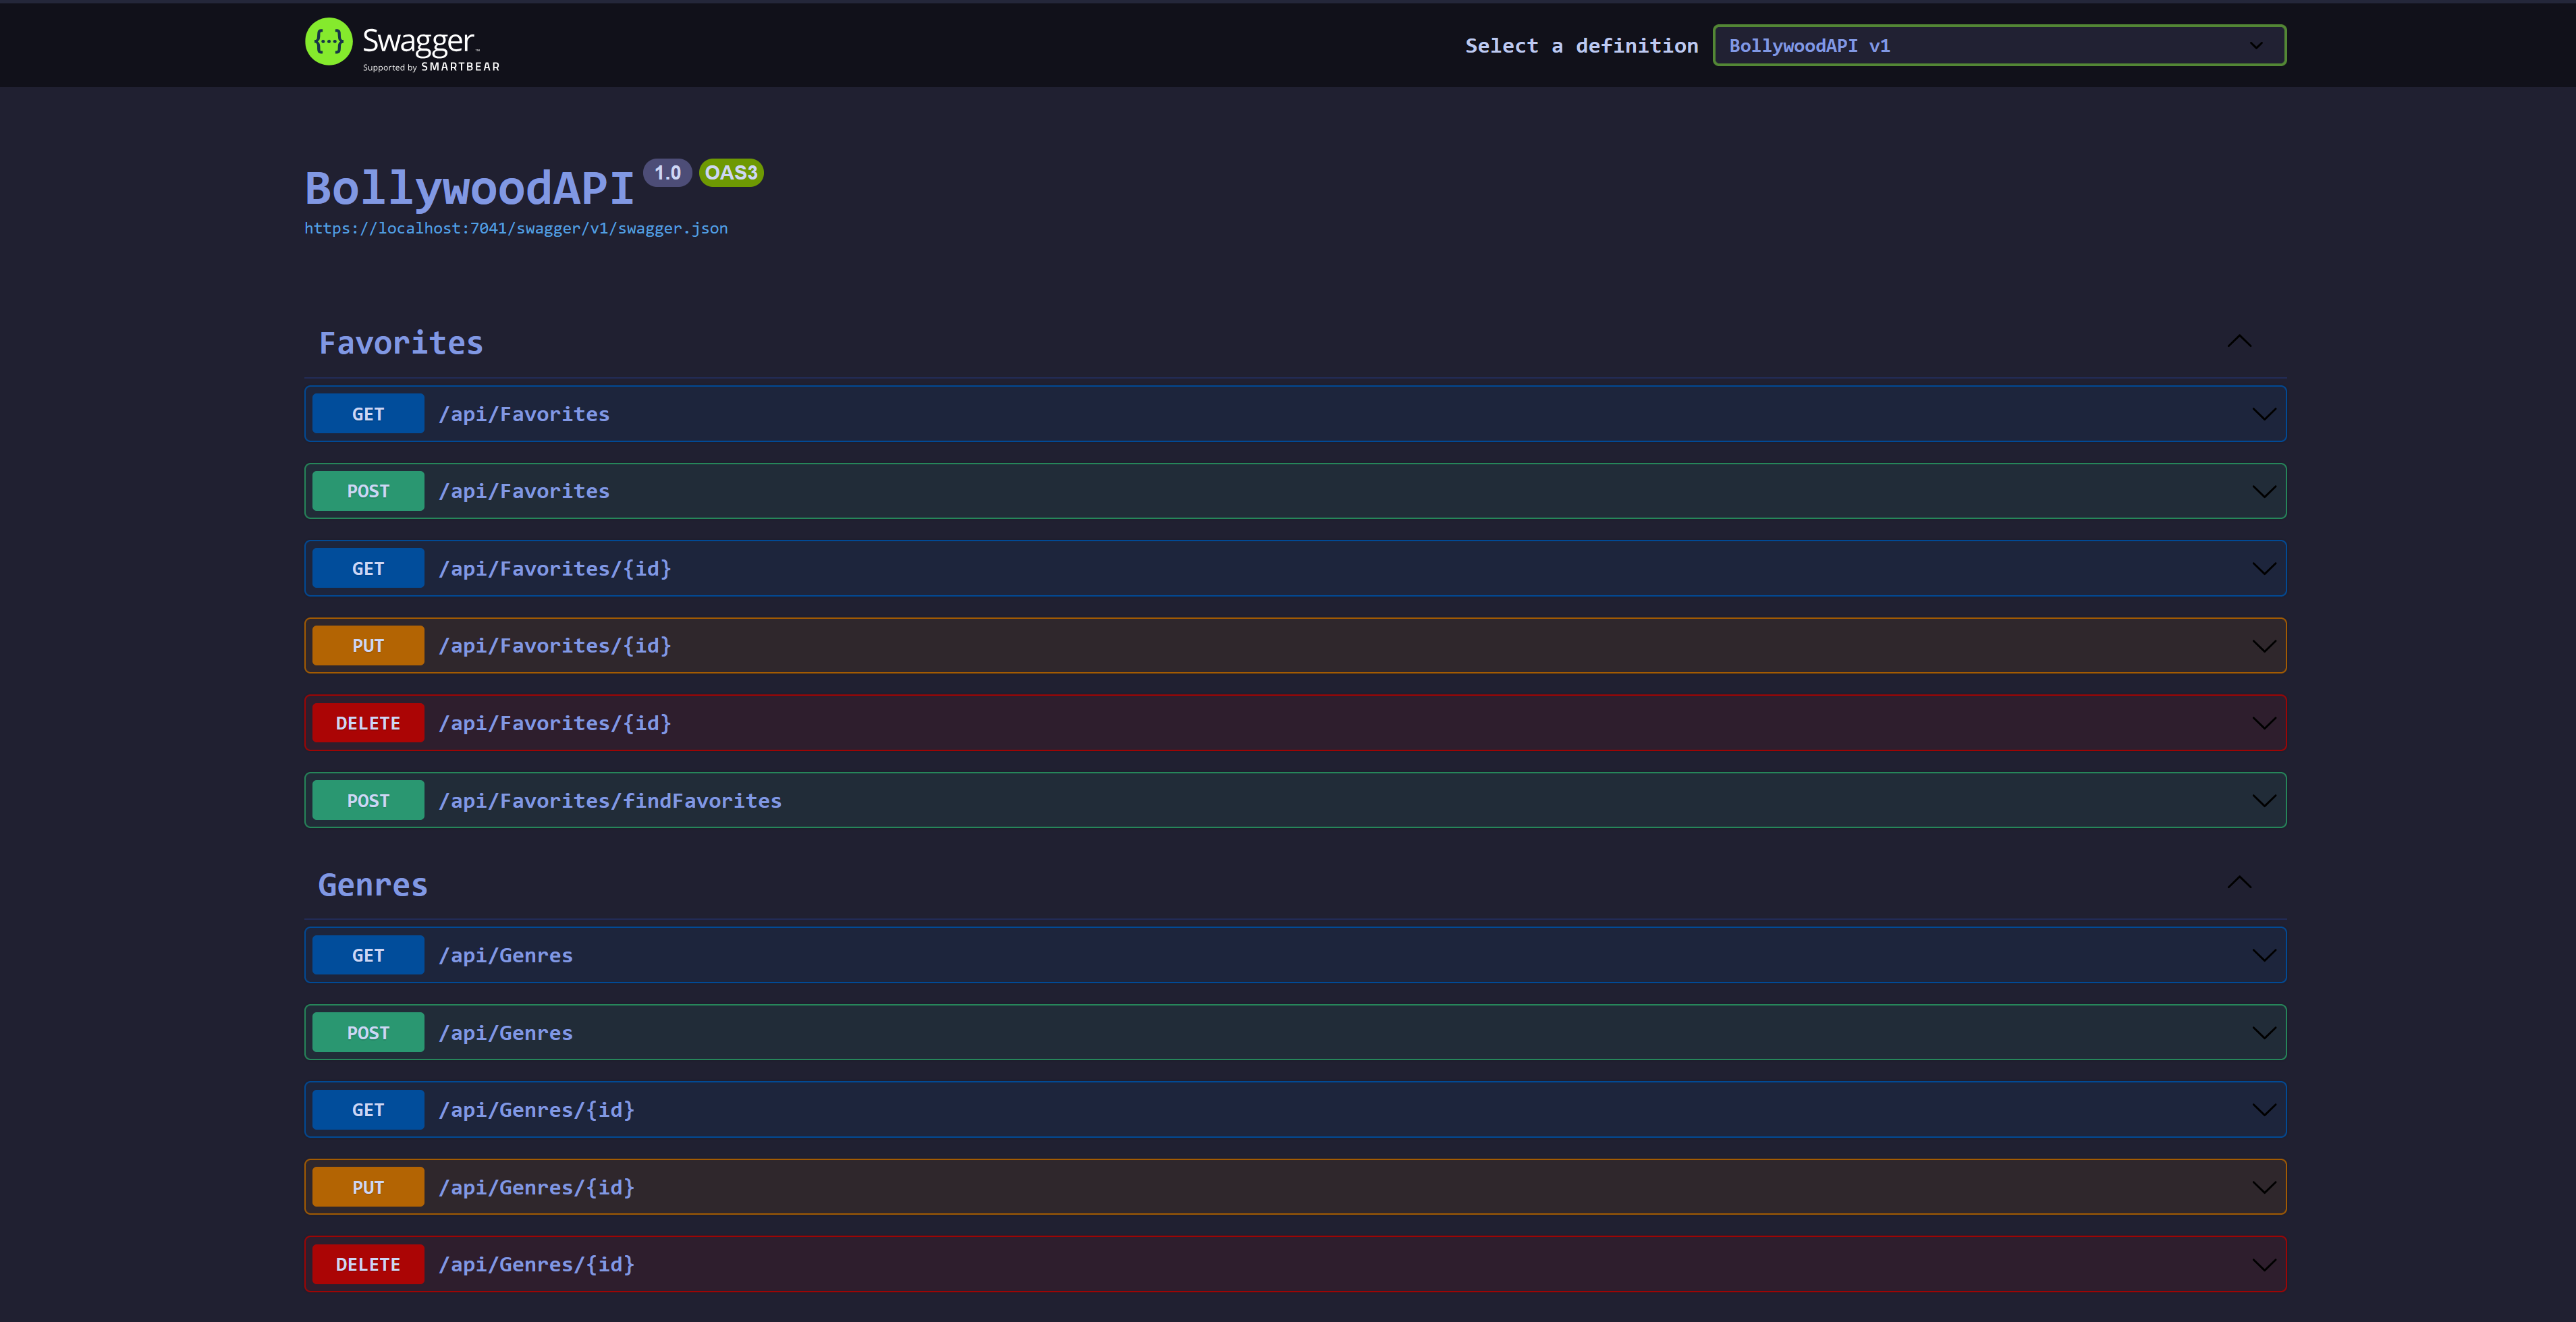 Swagger™
Supported by SMARTBEAR
Select a definition
BollywoodAPI v1
BollywoodAPI 1.0 OAS3
https://localhost:7041/swagger/v1/swagger.json
Favorites
GET /api/Favorites
POST /api/Favorites
GET /api/Favorites/{id}
PUT /api/Favorites/{id}
DELETE /api/Favorites/{id}
POST /api/Favorites/findFavorites
Genres
GET /api/Genres
POST /api/Genres
GET /api/Genres/{id}
PUT /api/Genres/{id}
DELETE /api/Genres/{id}